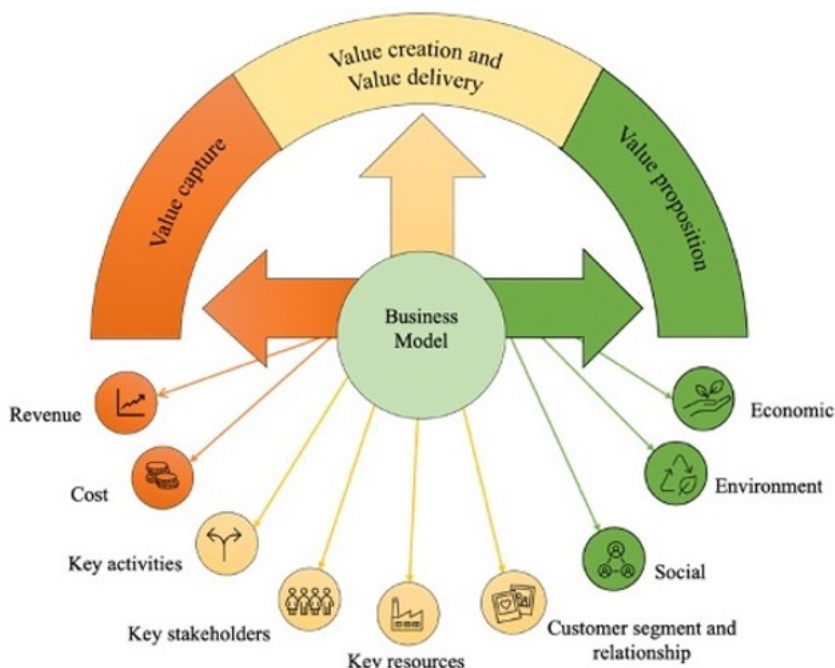 Value creation and
Value delivery
Value capture
Value proposition
Business
Model
Revenue
Cost
Key activities
Key stakeholders
Key resources
Customer segment and
relationship
Social
Environment
Economic